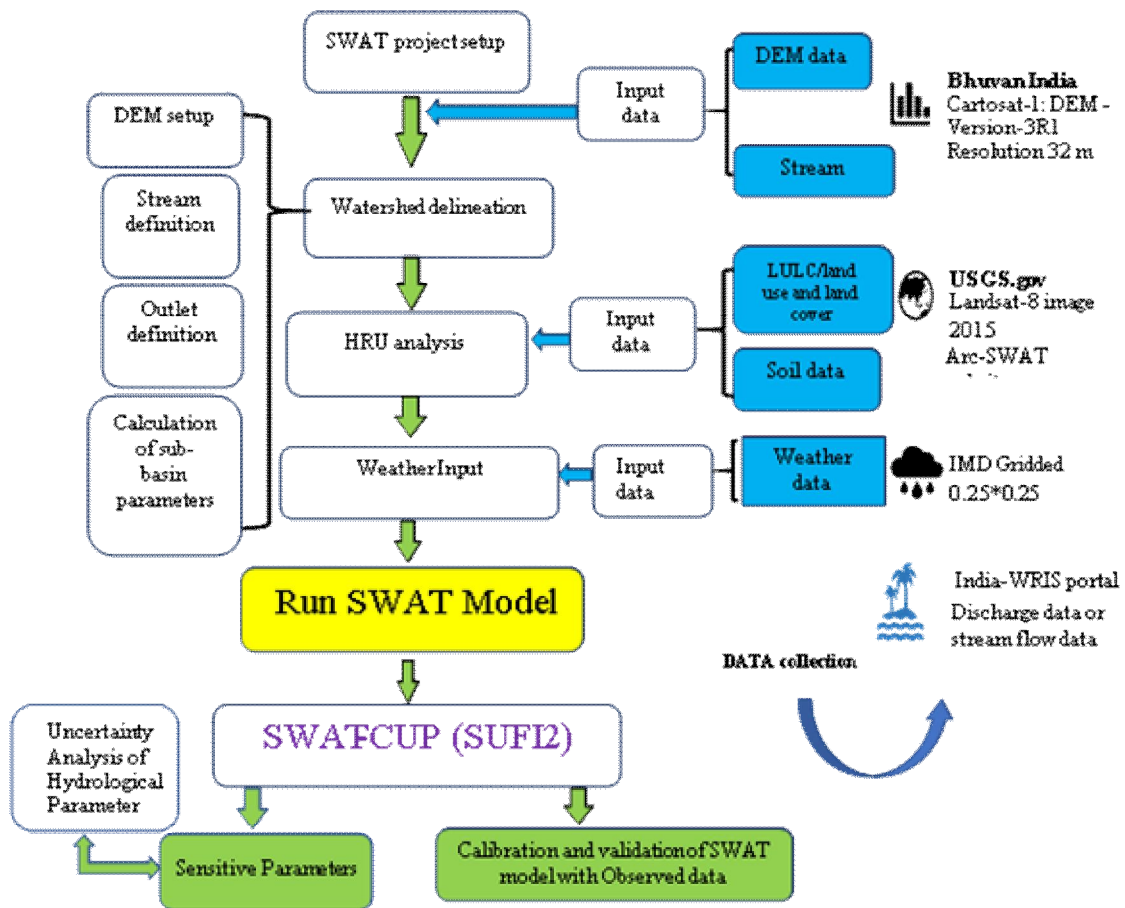 SWAT project setup
Input
data
DEM data
Stream
Bhuvan India
Cartosat-1: DEM -
Version-3R1
Resolution 32 m
DEM setup
Stream
definition
Outlet
definition
Calculation
of sub-
basin
parameters
Watershed delineation
HRU analysis
Input
data
LULC/land
use and land
cover
Soil data
USGS.gov
Landsat-8 image
2015
Arc-SWAT
Weather Input
Input
data
Weather
data
IMD Gridded
0.25*0.25
Run SWAT Model
India-WRIS portal
Discharge data or
stream flow data
DATA collection
SWAT-CUP (SUFI2)
Uncertainty
Analysis of
Hydrological
Parameter
Sensitive Parameters
Calibration and validation of SWAT
model with Observed data